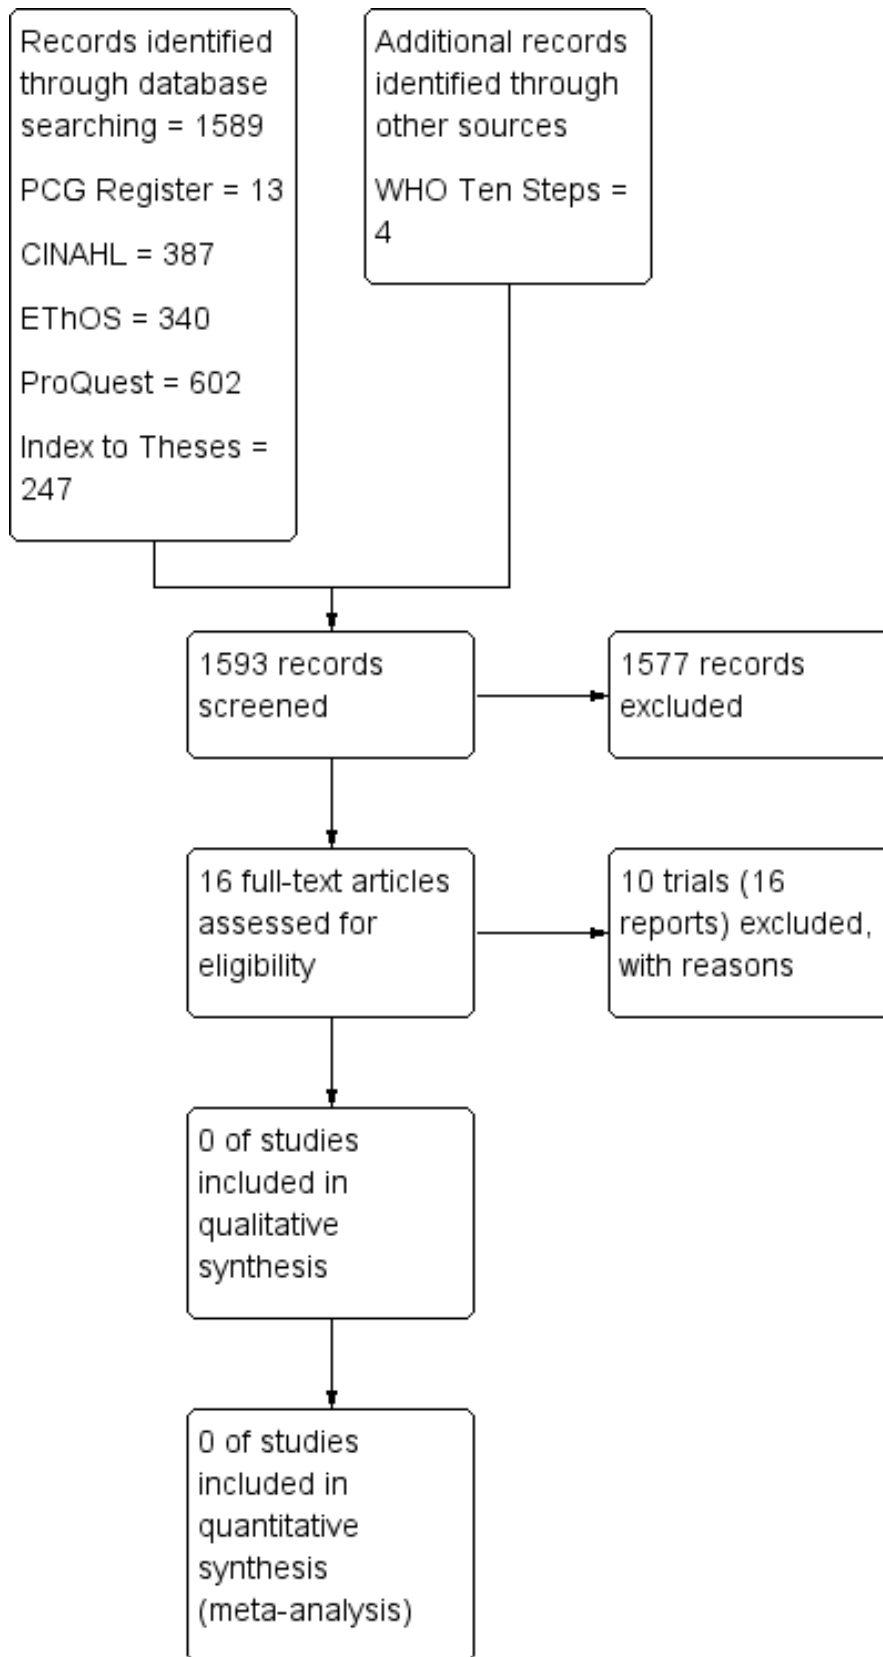 Records identified
through database
searching = 1589
PCG Register = 13
CINAHL = 387
EThOS = 340
ProQuest = 602
Index to Theses =
247
Additional records
identified through
other sources
WHO Ten Steps =
4
1593 records
screened
1577 records
excluded
16 full-text articles
assessed for
eligibility
10 trials (16
reports) excluded,
with reasons
0 of studies
included in
qualitative
synthesis
0 of studies
included in
quantitative
synthesis
(meta-analysis)